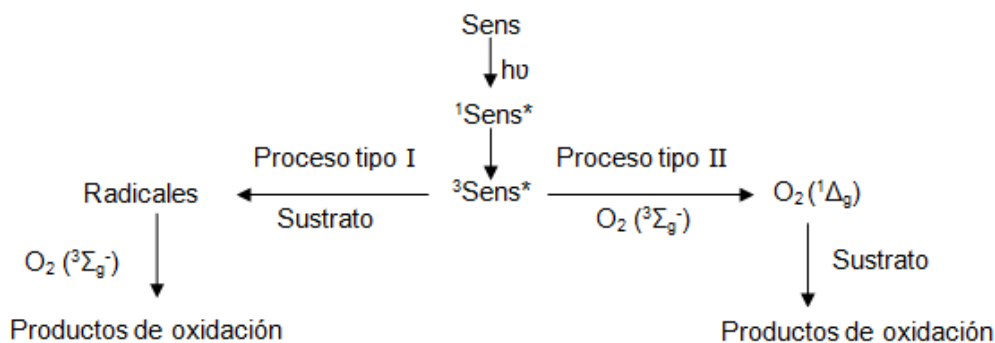 Sens
hυ
¹Sens*
Proceso tipo I
Proceso tipo II
Radicales
³Sens*
O₂ (¹Δg)
Sustrato
O₂ (³Σg⁻)
O₂ (³Σg⁻)
Sustrato
Productos de oxidación
Productos de oxidación